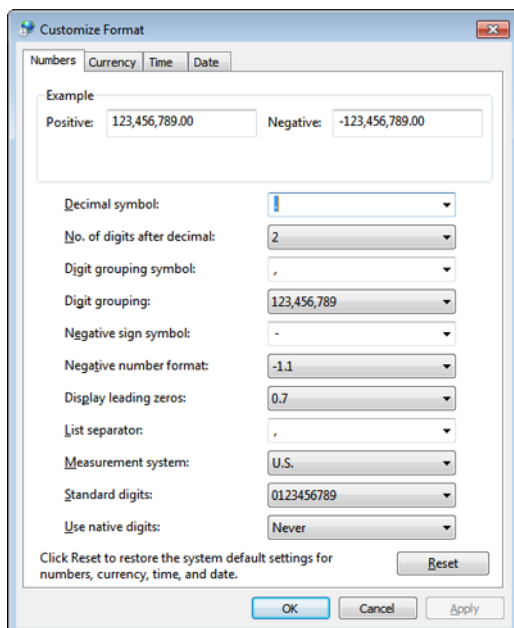 Customize Format
Numbers Currency Time Date
Example
Positive: 123,456,789.00 Negative: -123,456,789.00
Decimal symbol: .
No. of digits after decimal: 2
Digit grouping symbol: ,
Digit grouping: 123,456,789
Negative sign symbol: -
Negative number format: -1.1
Display leading zeros: 0.7
List separator: ,
Measurement system: U.S.
Standard digits: 0123456789
Use native digits: Never
Click Reset to restore the system default settings for
numbers, currency, time, and date.
Reset
OK Cancel Apply